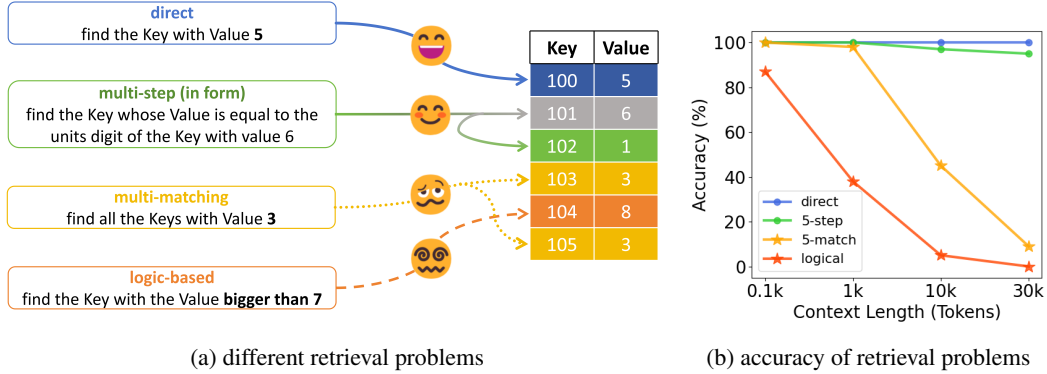 direct
find the Key with Value 5
multi-step (in form)
find the Key whose Value is equal to the
units digit of the Key with value 6
multi-matching
find all the Keys with Value 3
logic-based
find the Key with the Value bigger than 7
Key Value
100 5
101 6
102 1
103 3
104 8
105 3
(a) different retrieval problems
Accuracy (%)
100
80
60
40
20
0
direct
5-step
5-match
logical
0.1k 1k 10k 30k
Context Length (Tokens)
(b) accuracy of retrieval problems